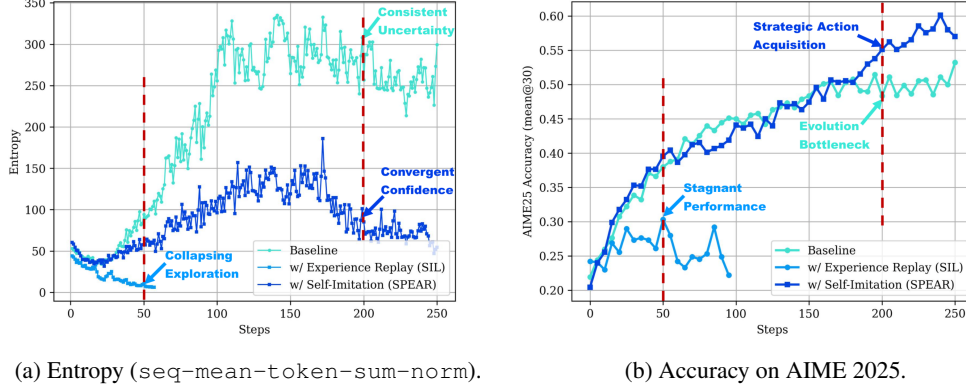 350
300
250
200
150
100
50
0
Entropy
0
50
100
150
200
250
Steps
Consistent
Uncertainty
Convergent
Confidence
Collapsing
Exploration
Baseline
w/ Experience Replay (SIL)
w/ Self-Imitation (SPEAR)
(a) Entropy (seq-mean-token-sum-norm).
0.60
0.55
0.50
0.45
0.40
0.35
0.30
0.25
0.20
AIME25 Accuracy (mean@30)
0
50
100
150
200
250
Steps
Strategic Action
Acquisition
Evolution
Bottleneck
Stagnant
Performance
Baseline
w/ Experience Replay (SIL)
w/ Self-Imitation (SPEAR)
(b) Accuracy on AIME 2025.